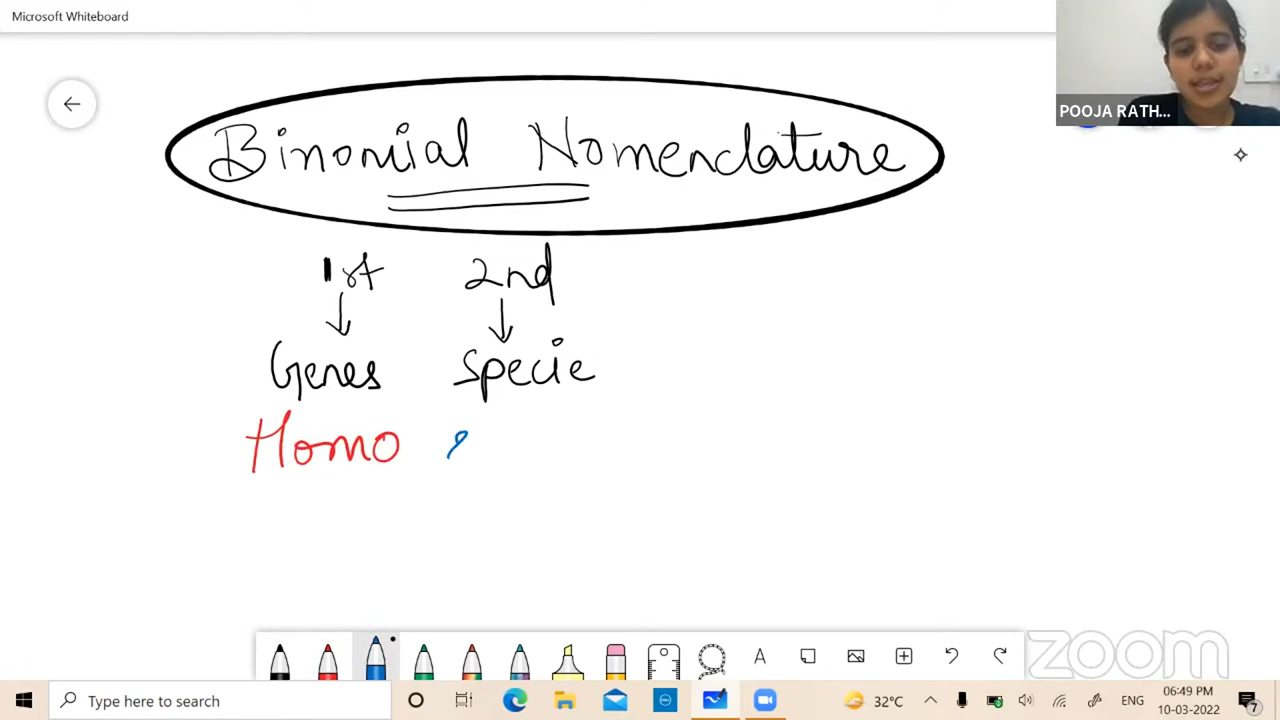 Microsoft Whiteboard
POOJA RATH...
Binomial Nomenclature
1st 2nd
Genes Specie
Homo s
A
zoom
Type here to search
32°C
ENG
06:49 PM
10-03-2022
7